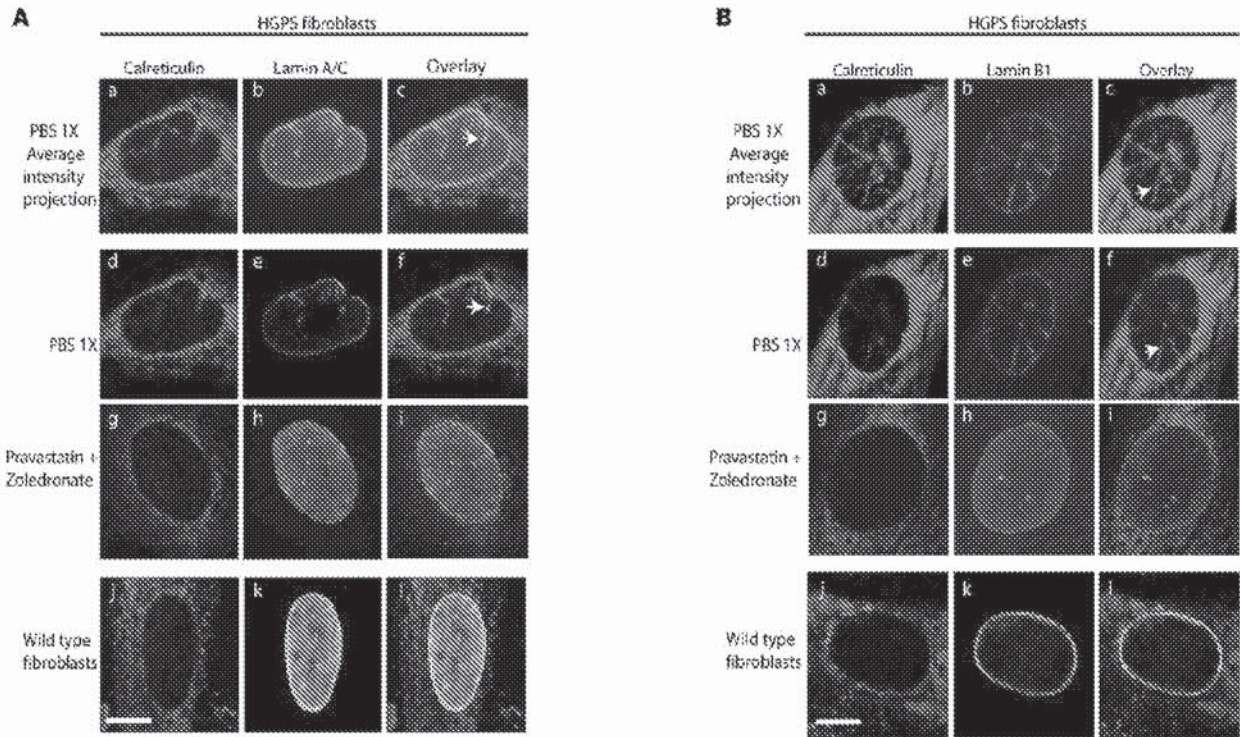 A
HGPS fibroblasts
Calreticulin Lamin A/C Overlay
a b c
PBS 1X
Average
intensity
projection
d e f
PBS 1X
g h i
Pravastatin +
Zoledronate
j k l
Wild type
fibroblasts
B
HGPS fibroblasts
Calreticulin Lamin B1 Overlay
a b c
PBS 1X
Average
intensity
projection
d e f
PBS 1X
g h i
Pravastatin +
Zoledronate
j k l
Wild type
fibroblasts